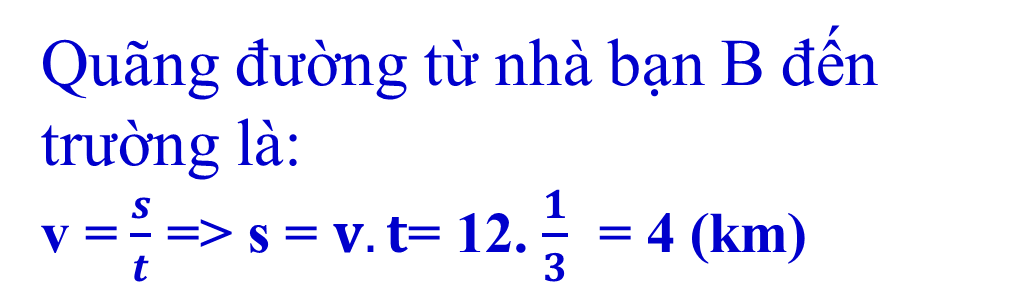 Quãng đường từ nhà bạn B đến
trường là:
v = s/t => s = v. t= 12. 1/3 = 4 (km)